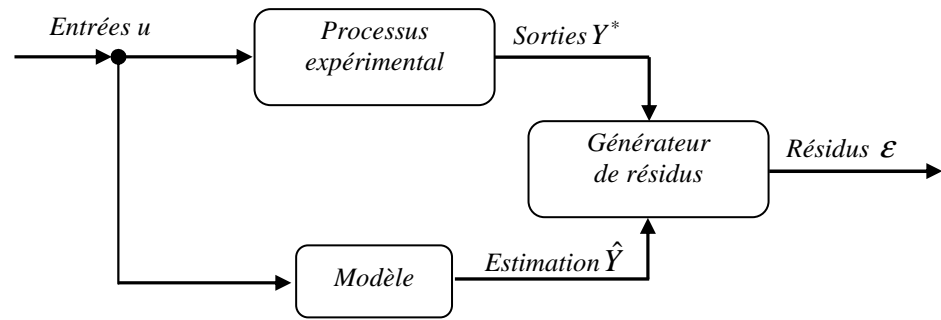 Entrées u
Processus
expérimental
Sorties Y*
Générateur
de résidus
Résidus ε
Modèle
Estimation Ŷ